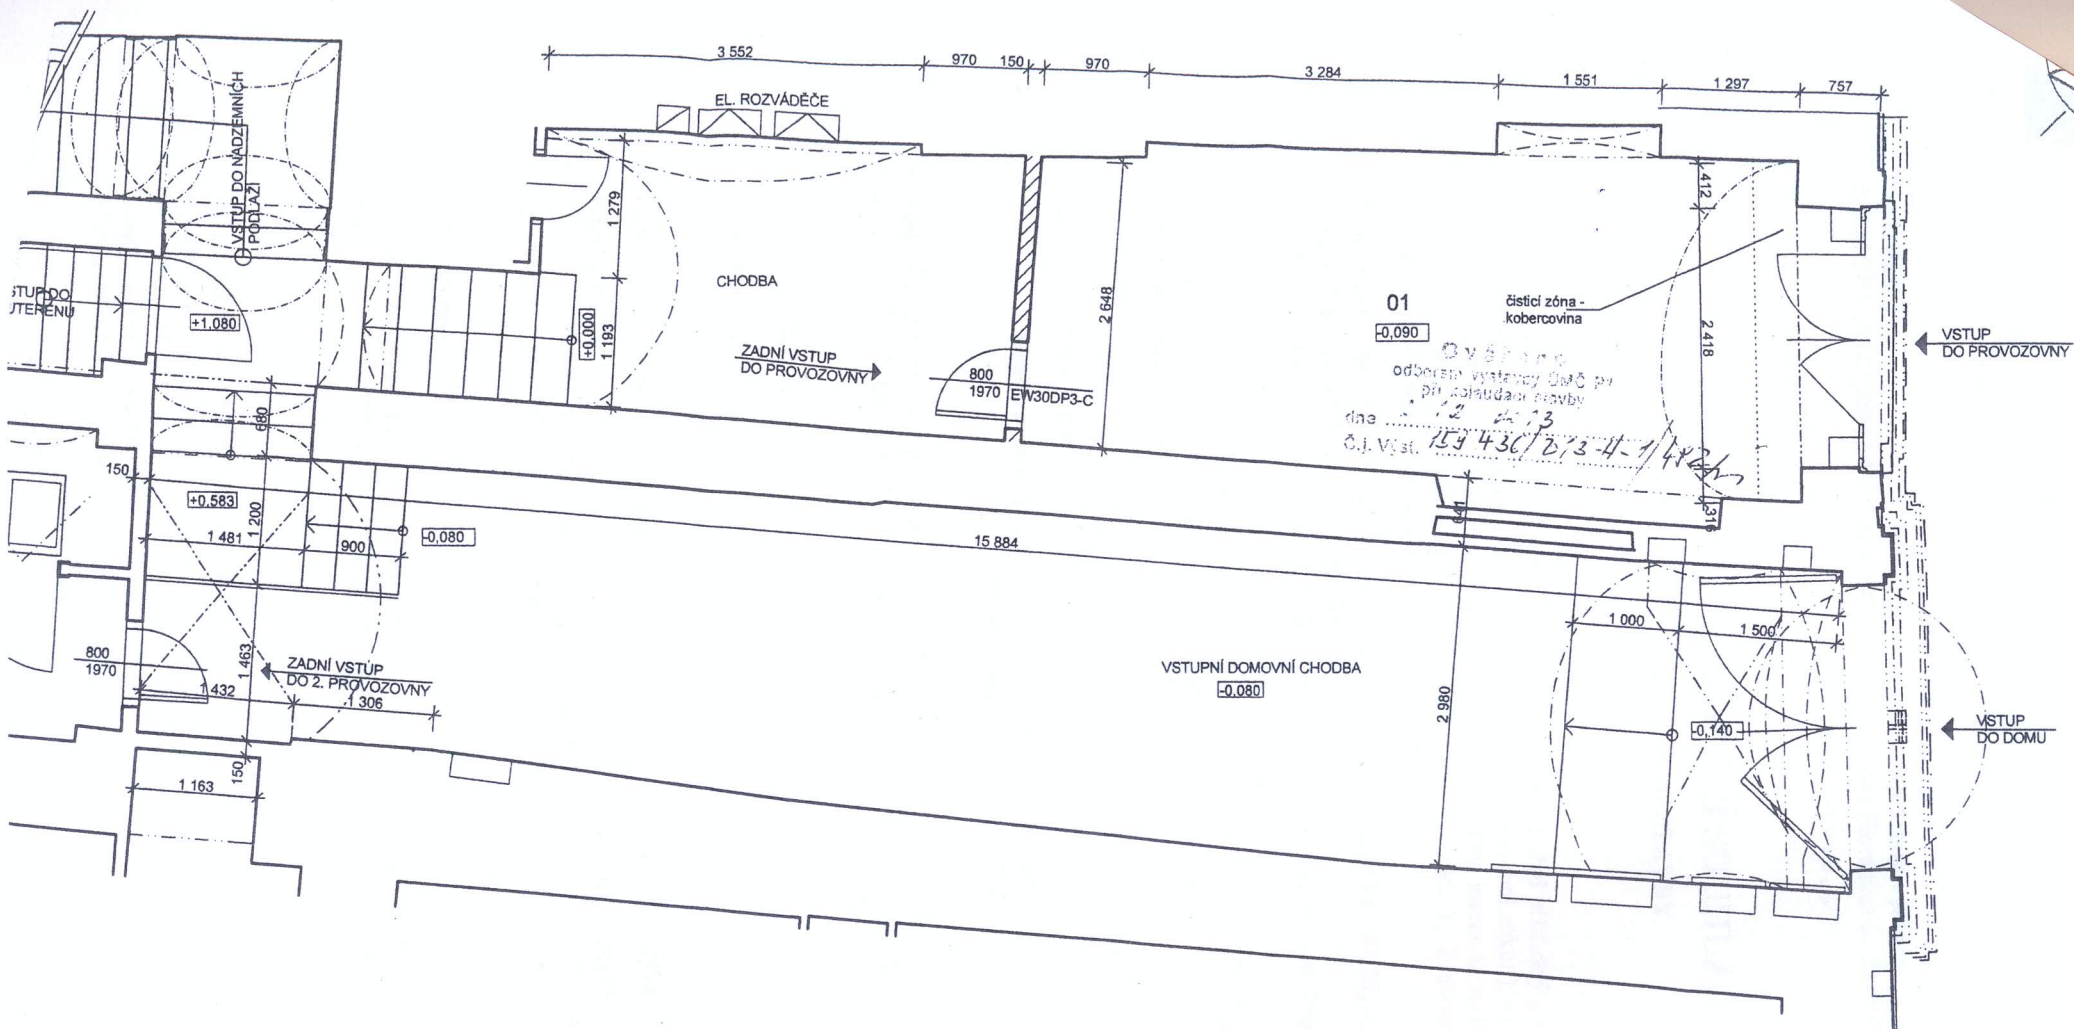 3 552
970
150
970
3 284
1 551
1 297
757
EL. ROZVÁDĚČE
VSTUP DO NADZEMNÍCH
PODLAŽÍ
1 279
412
CHODBA
2 648
01
-0,090
čisticí zóna -
kobercovina
+1,080
+0,000
1 193
2 418
VSTUP
DO PROVOZOVNY
ZADNÍ VSTUP
DO PROVOZOVNY
800
1970
EW30DP3-C
odborem výstavby ÚMČ
při kolaudaci stavby
dne
Č.j. Výst.
680
150
+0,583
1 200
1 481
900
-0,080
15 884
641
316
1 000
1 500
800
1970
1 463
ZADNÍ VSTUP
DO 2. PROVOZOVNY
1 432
1 306
VSTUPNÍ DOMOVNÍ CHODBA
-0,080
2 980
-0,140
VSTUP
DO DOMU
150
1 163